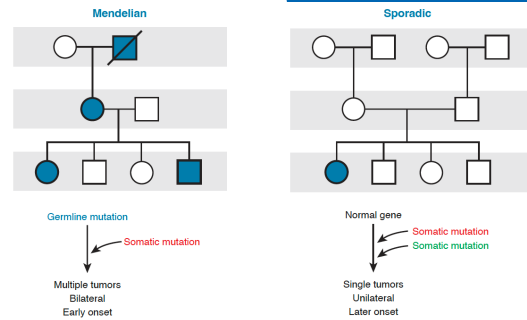 Mendelian
Sporadic
Germline mutation
Somatic mutation
Multiple tumors
Bilateral
Early onset
Normal gene
Somatic mutation
Somatic mutation
Single tumors
Unilateral
Later onset